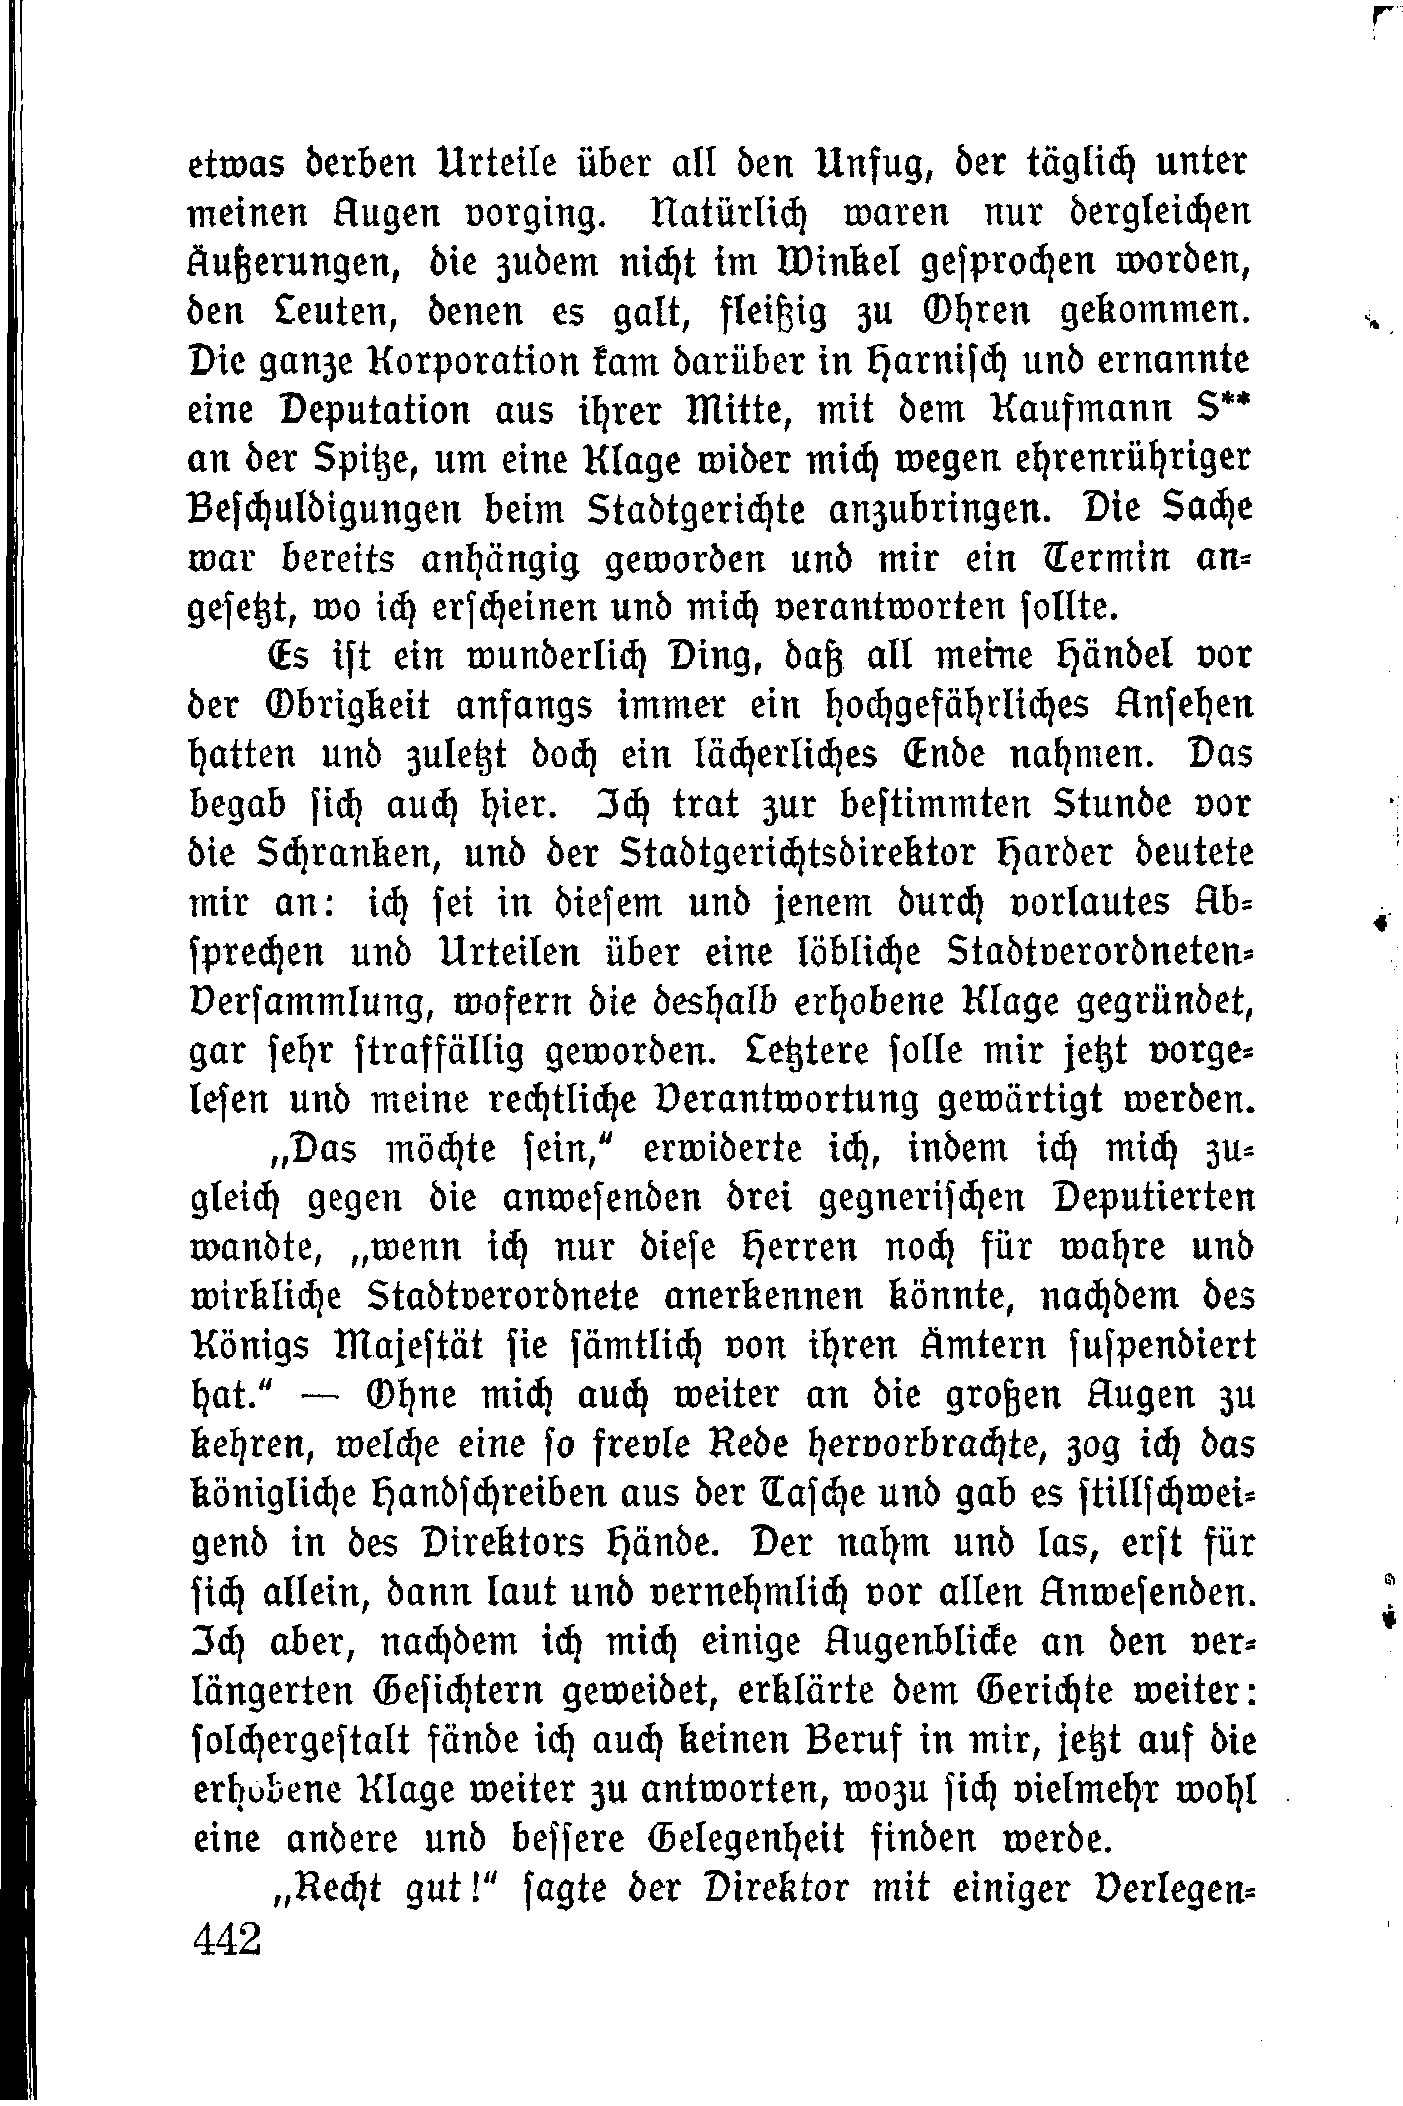 etwas derben Urteile über all den Unfug, der täglich unter
meinen Augen vorging. Natürlich waren nur dergleichen
Äußerungen, die zudem nicht im Winkel gesprochen worden,
den Leuten, denen es galt, fleißig zu Ohren gekommen.
Die ganze Korporation kam darüber in Harnisch und ernannte
eine Deputation aus ihrer Mitte, mit dem Kaufmann S**
an der Spitze, um eine Klage wider mich wegen ehrenrühriger
Beschuldigungen beim Stadtgerichte anzubringen. Die Sache
war bereits anhängig geworden und mir ein Termin an-
gesetzt, wo ich erscheinen und mich verantworten sollte.
Es ist ein wunderlich Ding, daß all meine Händel vor
der Obrigkeit anfangs immer ein hochgefährliches Ansehen
hatten und zuletzt doch ein lächerliches Ende nahmen. Das
begab sich auch hier. Ich trat zur bestimmten Stunde vor
die Schranken, und der Stadtgerichtsdirektor Harder deutete
mir an: ich sei in diesem und jenem durch vorlautes Ab-
sprechen und Urteilen über eine löbliche Stadtverordneten-
Versammlung, wofern die deshalb erhobene Klage gegründet,
gar sehr straffällig geworden. Letztere solle mir jetzt vorge-
lesen und meine rechtliche Verantwortung gewärtigt werden.
„Das möchte sein,“ erwiderte ich, indem ich mich zu-
gleich gegen die anwesenden drei gegnerischen Deputierten
wandte, „wenn ich nur diese Herren noch für wahre und
wirkliche Stadtverordnete anerkennen könnte, nachdem des
Königs Majestät sie sämtlich von ihren Ämtern suspendiert
hat.“ — Ohne mich auch weiter an die großen Augen zu
kehren, welche eine so frevle Rede hervorbrachte, zog ich das
königliche Handschreiben aus der Tasche und gab es stillschwei-
gend in des Direktors Hände. Der nahm und las, erst für
sich allein, dann laut und vernehmlich vor allen Anwesenden.
Ich aber, nachdem ich mich einige Augenblicke an den ver-
längerten Gesichtern geweidet, erklärte dem Gerichte weiter:
solchergestalt fände ich auch keinen Beruf in mir, jetzt auf die
erhobene Klage weiter zu antworten, wozu sich vielmehr wohl
eine andere und bessere Gelegenheit finden werde.
„Recht gut!“ sagte der Direktor mit einiger Verlegen-
442